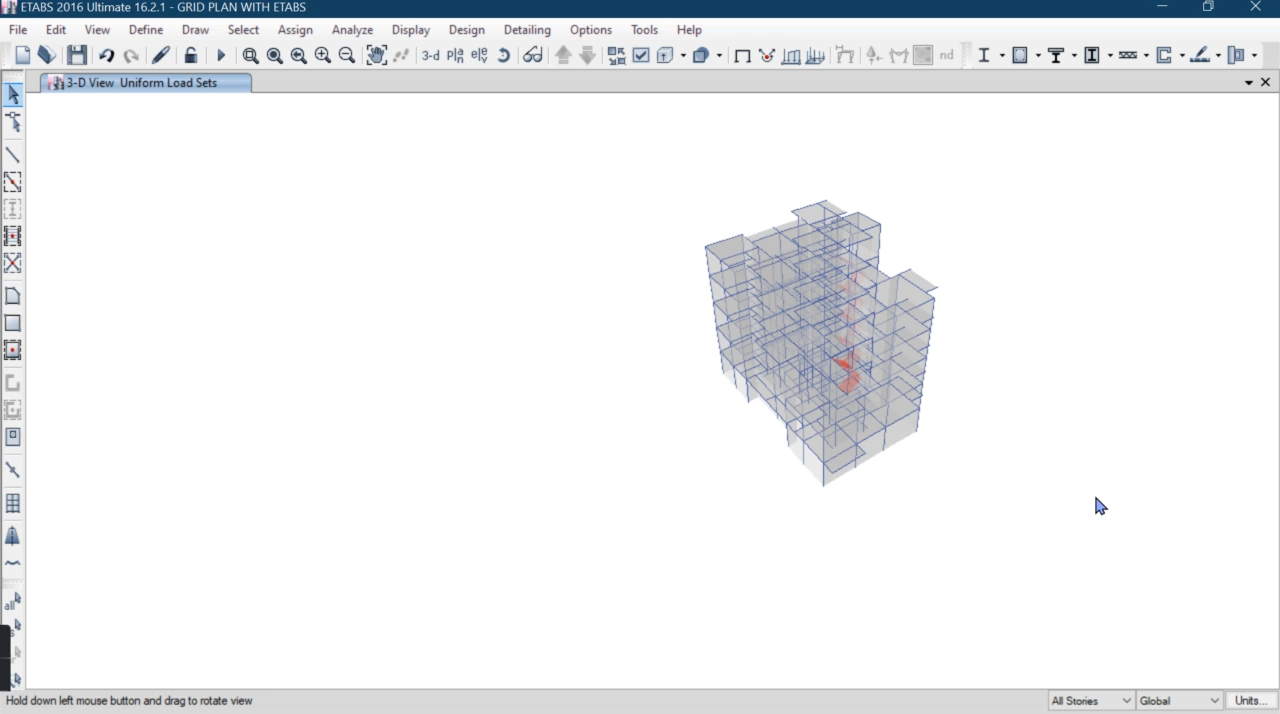 ETABS 2016 Ultimate 16.2.1 - GRID PLAN WITH ETABS
File Edit View Define Draw Select Assign Analyze Display Design Detailing Options Tools Help
3-d pla ele nd
3-D View Uniform Load Sets
all
Hold down left mouse button and drag to rotate view All Stories Global Units...